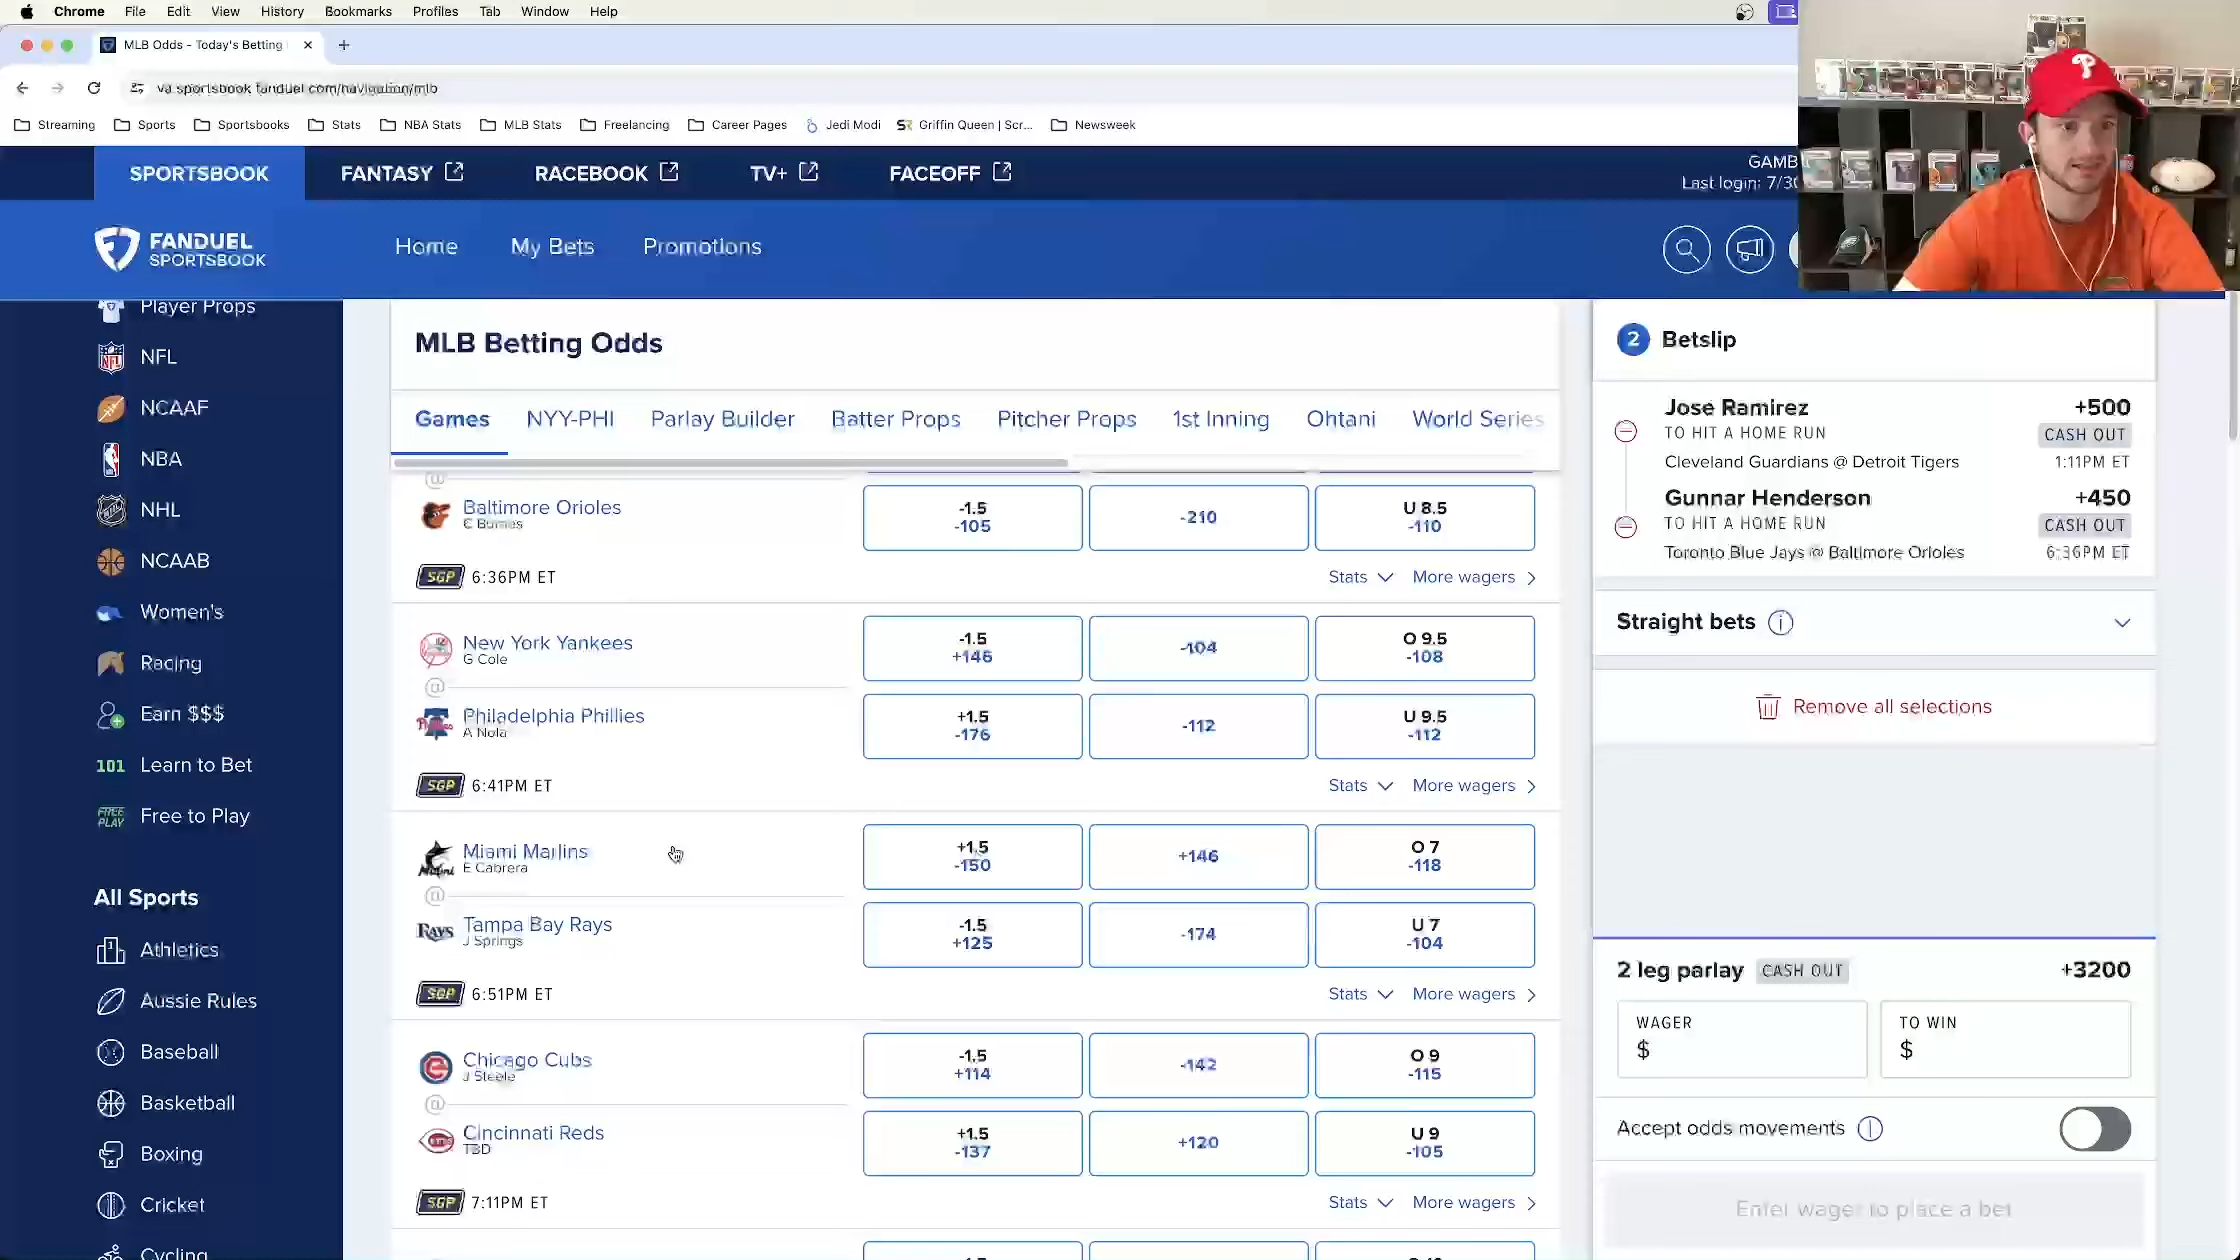 Chrome File Edit View History Bookmarks Profiles Tab Window Help
MLB Odds - Today's Betting
va.sportsbook.fanduel.com/navigation/mlb
Streaming Sports Sportsbooks Stats NBA Stats MLB Stats Freelancing Career Pages Jedi Modi SR Griffin Queen | Scr... Newsweek
SPORTSBOOK FANTASY RACEBOOK TV+ FACEOFF
GAMB
Last login: 7/30
FANDUEL
SPORTSBOOK
Home My Bets Promotions
P
Player Props
NFL
NCAAF
NBA
NHL
NCAAB
Women's
Racing
Earn $$$
101 Learn to Bet
FREE PLAY Free to Play
All Sports
Athletics
Aussie Rules
Baseball
Basketball
Boxing
Cricket
Cycling
MLB Betting Odds
Games NYY-PHI Parlay Builder Batter Props Pitcher Props 1st Inning Ohtani World Series
@
Baltimore Orioles
C Burnes
-1.5
-105
-210
U 8.5
-110
SGP 6:36PM ET Stats More wagers
New York Yankees
G Cole
-1.5
+146
-104
O 9.5
-108
@
Philadelphia Phillies
A Nola
+1.5
-176
-112
U 9.5
-112
SGP 6:41PM ET Stats More wagers
Miami Marlins
E Cabrera
+1.5
-150
+146
O 7
-118
@
RAYS Tampa Bay Rays
J Springs
-1.5
+125
-174
U 7
-104
SGP 6:51PM ET Stats More wagers
Chicago Cubs
J Steele
-1.5
+114
-142
O 9
-115
@
Cincinnati Reds
TBD
+1.5
-137
+120
U 9
-105
SGP 7:11PM ET Stats More wagers
2 Betslip
Jose Ramirez +500
TO HIT A HOME RUN CASH OUT
Cleveland Guardians @ Detroit Tigers 1:11PM ET
Gunnar Henderson +450
TO HIT A HOME RUN CASH OUT
Toronto Blue Jays @ Baltimore Orioles 6:36PM ET
Straight bets
Remove all selections
2 leg parlay CASH OUT +3200
WAGER
$
TO WIN
$
Accept odds movements
Enter wager to place a bet